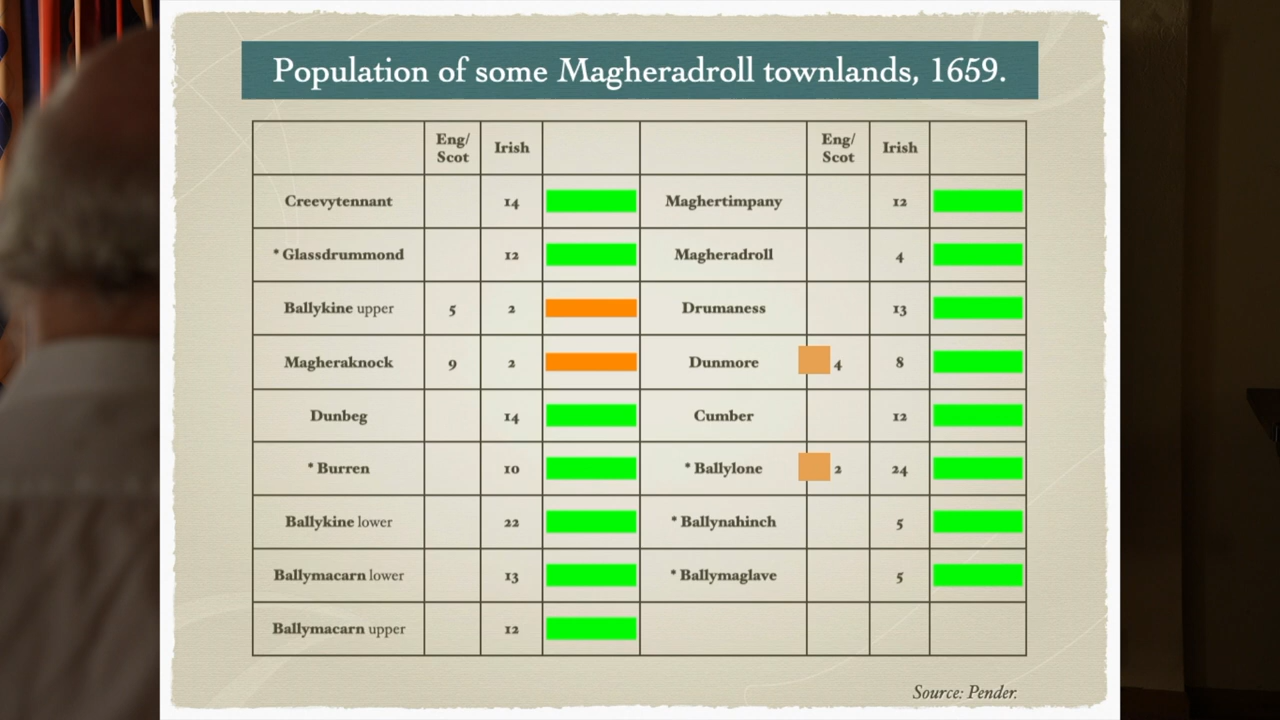 Population of some Magheradroll townlands, 1659.
Eng/ Scot Irish Eng/ Scot Irish
Creevytennant 14 Maghertimpany 12
* Glassdrummond 12 Magheradroll 4
Ballykine upper 5 2 Drumaness 13
Magheraknock 9 2 Dunmore 4 8
Dunbeg 14 Cumber 12
* Burren 10 * Ballylone 2 24
Ballykine lower 22 * Ballynahinch 5
Ballymacarn lower 13 * Ballymaglave 5
Ballymacarn upper 12
Source: Pender.